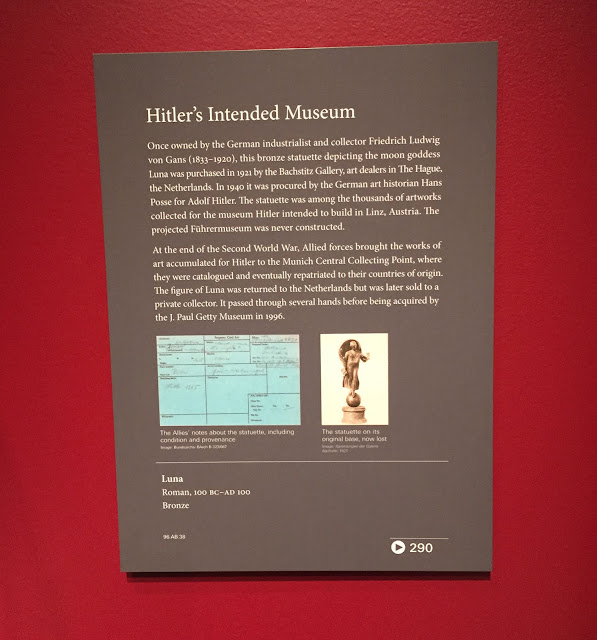 Hitler's Intended Museum
Once owned by the German industrialist and collector Friedrich Ludwig
von Gans (1833–1920), this bronze statuette depicting the moon goddess
Luna was purchased in 1921 by the Bachstitz Gallery, art dealers in The Hague,
the Netherlands. In 1940 it was procured by the German art historian Hans
Posse for Adolf Hitler. The statuette was among the thousands of artworks
collected for the museum Hitler intended to build in Linz, Austria. The
projected Führermuseum was never constructed.
At the end of the Second World War, Allied forces brought the works of
art accumulated for Hitler to the Munich Central Collecting Point, where
they were catalogued and eventually repatriated to their countries of origin.
The figure of Luna was returned to the Netherlands but was later sold to a
private collector. It passed through several hands before being acquired by
the J. Paul Getty Museum in 1996.
The Allies' notes about the statuette, including
condition and provenance
The statuette on its
original base, now lost
Luna
Roman, 100 BC–AD 100
Bronze
96.AB.38
290